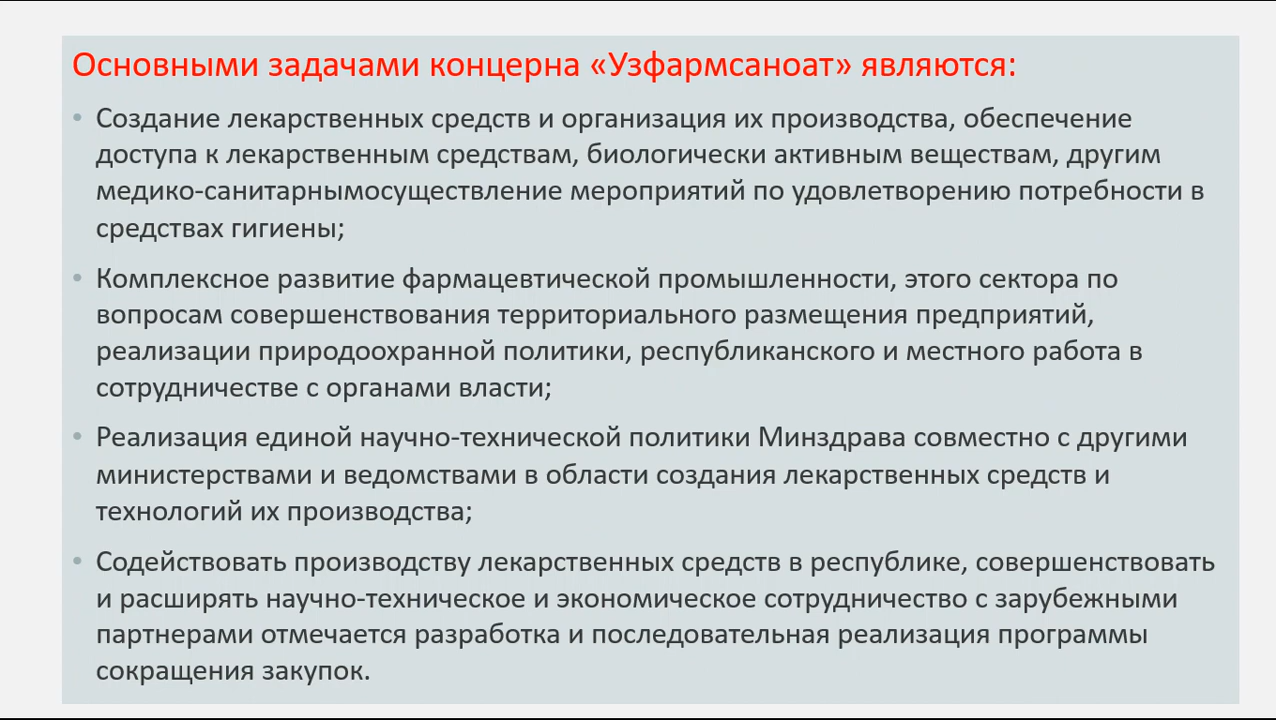 Основными задачами концерна «Узфармсаноат» являются:
• Создание лекарственных средств и организация их производства, обеспечение
доступа к лекарственным средствам, биологически активным веществам, другим
медико-санитарнымосуществление мероприятий по удовлетворению потребности в
средствах гигиены;
• Комплексное развитие фармацевтической промышленности, этого сектора по
вопросам совершенствования территориального размещения предприятий,
реализации природоохранной политики, республиканского и местного работа в
сотрудничестве с органами власти;
• Реализация единой научно-технической политики Минздрава совместно с другими
министерствами и ведомствами в области создания лекарственных средств и
технологий их производства;
• Содействовать производству лекарственных средств в республике, совершенствовать
и расширять научно-техническое и экономическое сотрудничество с зарубежными
партнерами отмечается разработка и последовательная реализация программы
сокращения закупок.